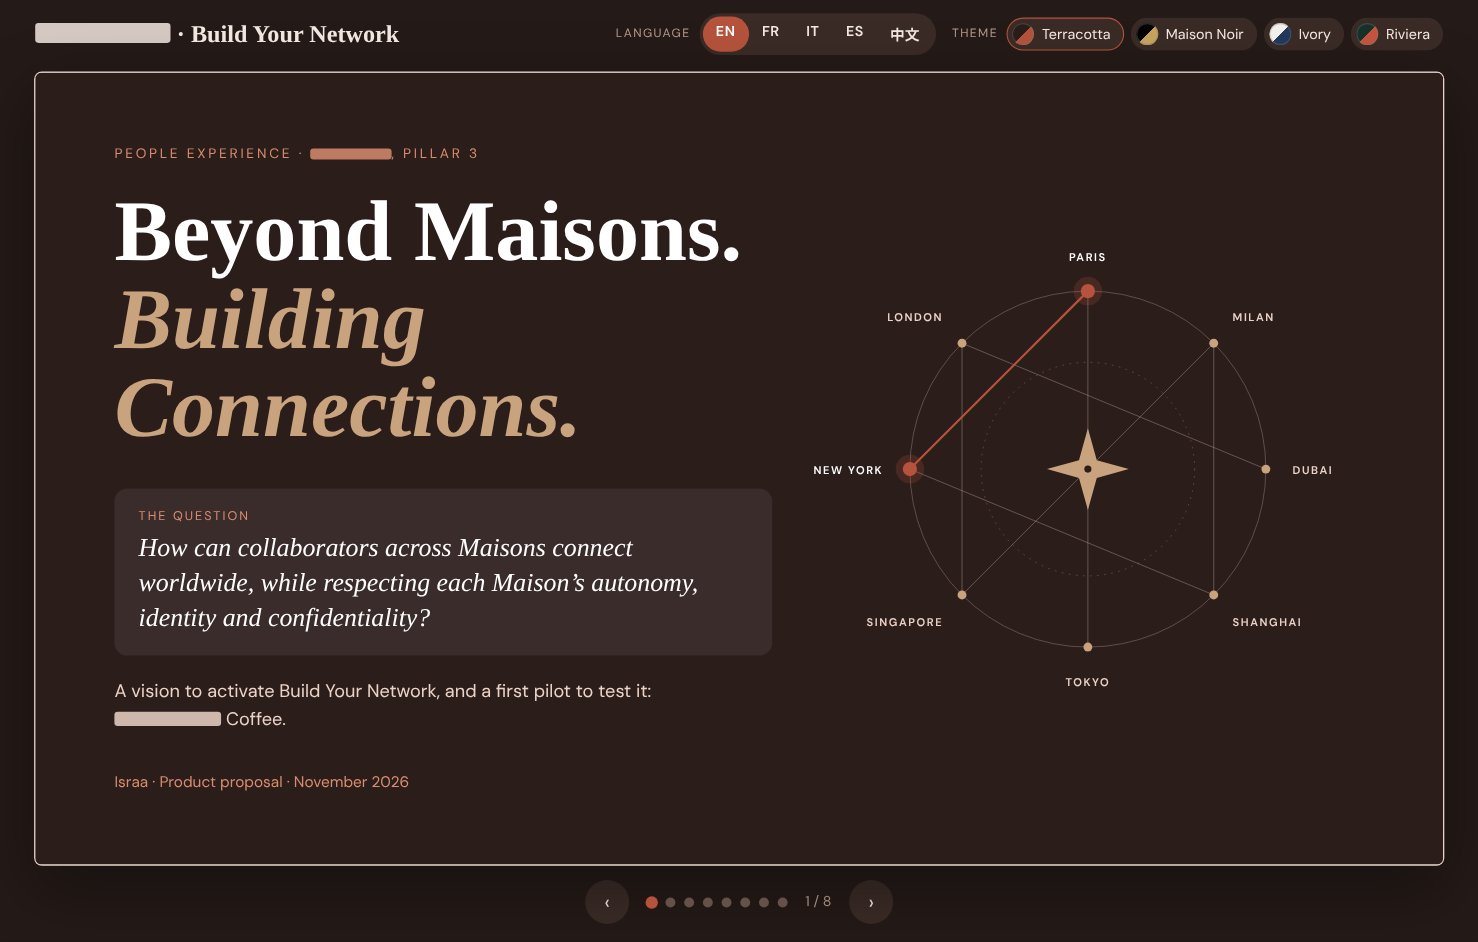 · Build Your Network
LANGUAGE
EN FR IT ES 中文
THEME
Terracotta
Maison Noir
Ivory
Riviera
PEOPLE EXPERIENCE · , PILLAR 3
Beyond Maisons.
Building
Connections.
THE QUESTION
How can collaborators across Maisons connect
worldwide, while respecting each Maison’s autonomy,
identity and confidentiality?
A vision to activate Build Your Network, and a first pilot to test it:
Coffee.
Israa · Product proposal · November 2026
PARIS
LONDON
MILAN
NEW YORK
DUBAI
SINGAPORE
SHANGHAI
TOKYO
‹
1 / 8
›